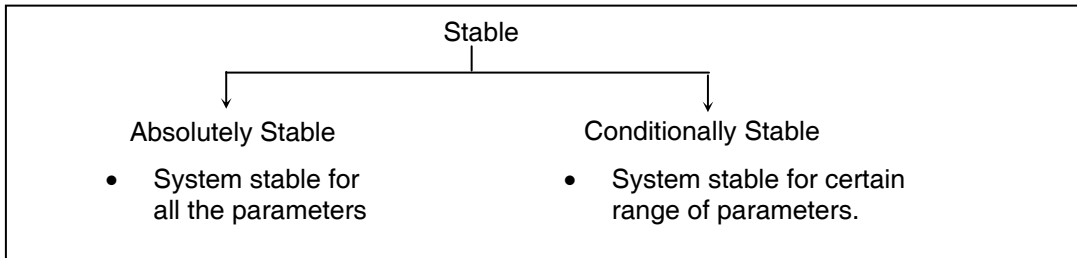 Stable
Absolutely Stable
Conditionally Stable
• System stable for
all the parameters
• System stable for certain
range of parameters.